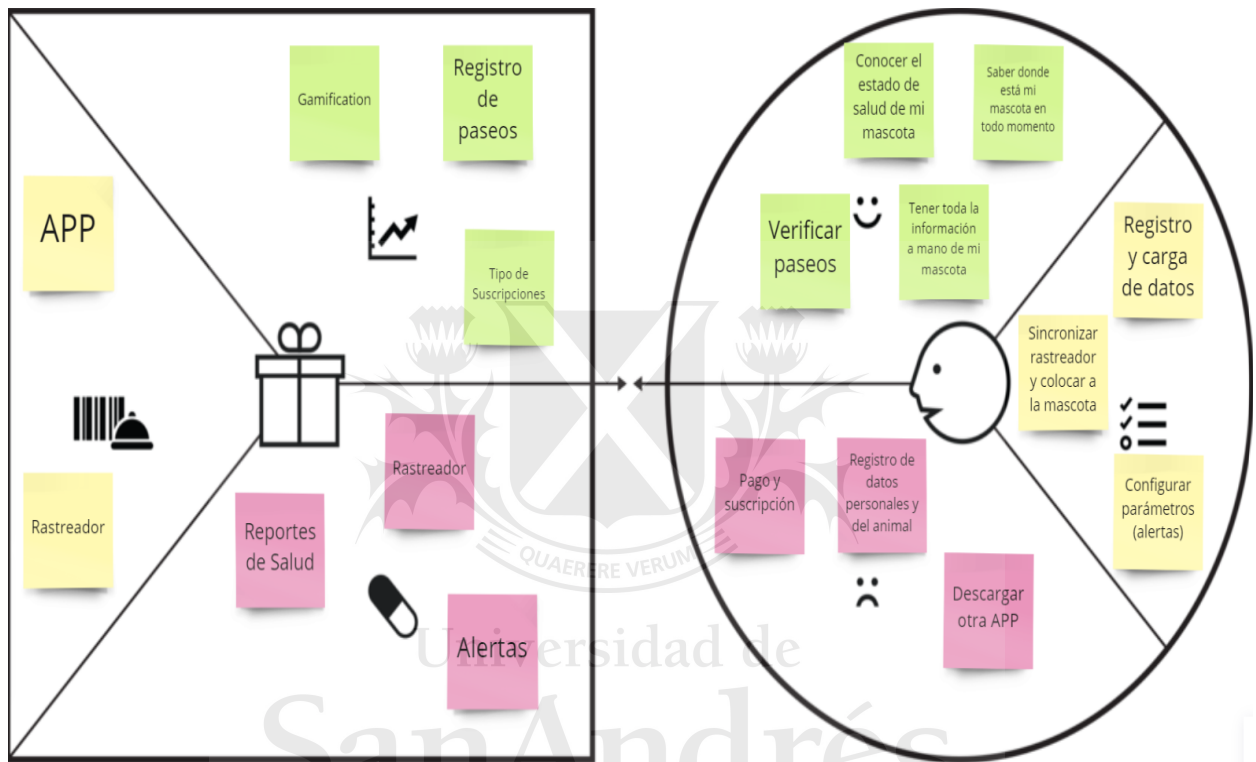 Gamification
Registro
de
paseos
APP
Tipo de
Suscripciones
Rastreador
Rastreador
Reportes
de Salud
Alertas
Conocer el
estado de
salud de mi
mascota
Saber donde
está mi
mascota en
todo momento
Verificar
paseos
Tener toda la
información
a mano de mi
mascota
Registro
y carga
de datos
Sincronizar
rastreador
y colocar a
la mascota
Configurar
parámetros
(alertas)
Pago y
suscripción
Registro de
datos
personales y
del animal
Descargar
otra APP
QUAERERE VERUM
Universidad de
SanAndrés